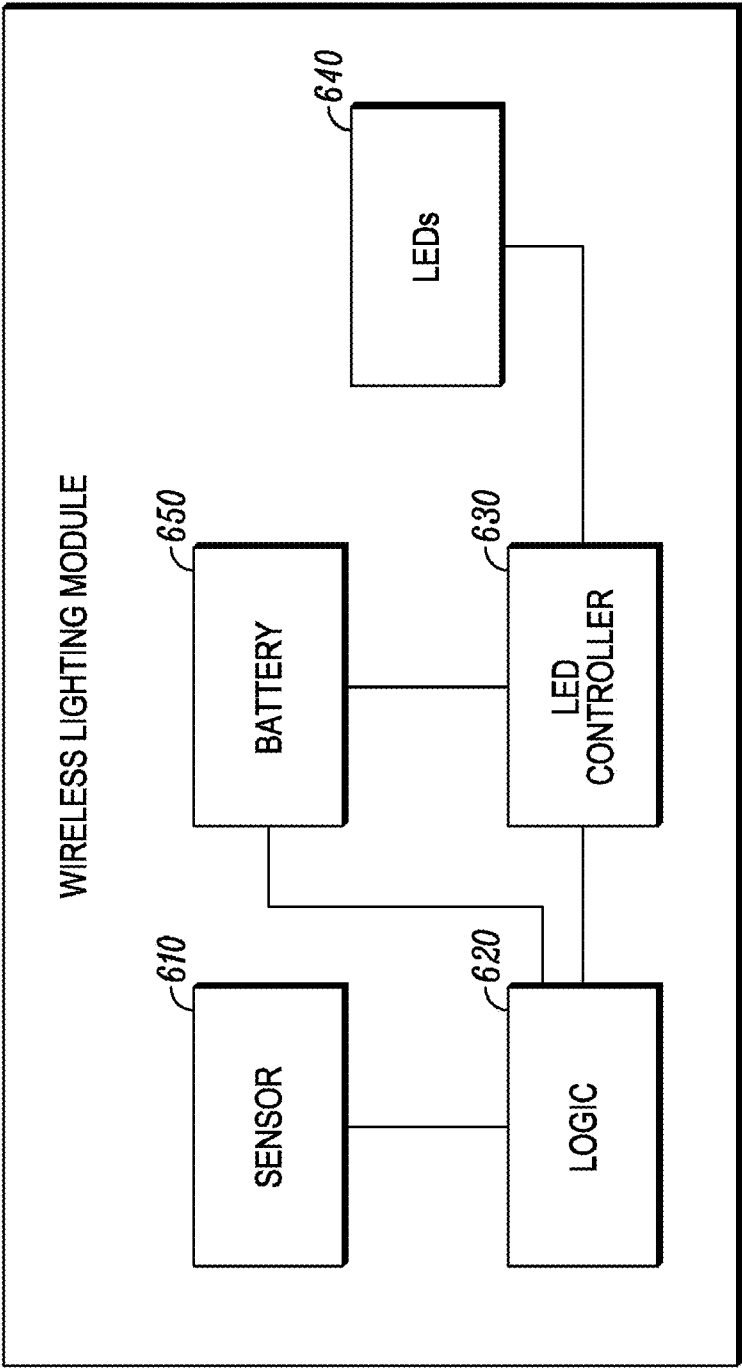 WIRELESS LIGHTING MODULE
610
SENSOR
650
BATTERY
640
LEDs
620
LOGIC
630
LED
CONTROLLER